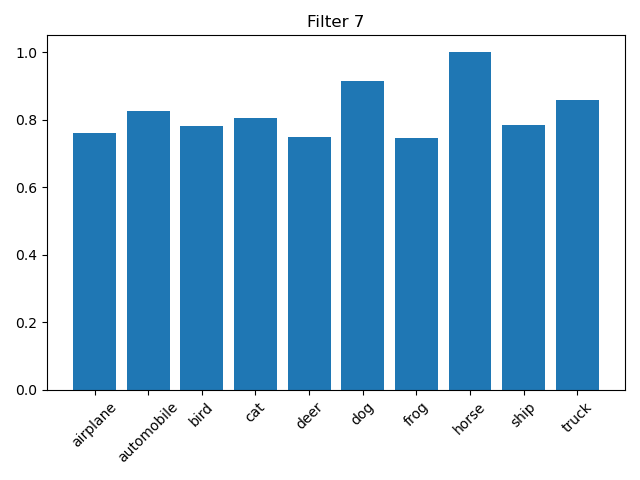 Filter 7
1.0
0.8
0.6
0.4
0.2
0.0
airplane
automobile
bird
cat
deer
dog
frog
horse
ship
truck